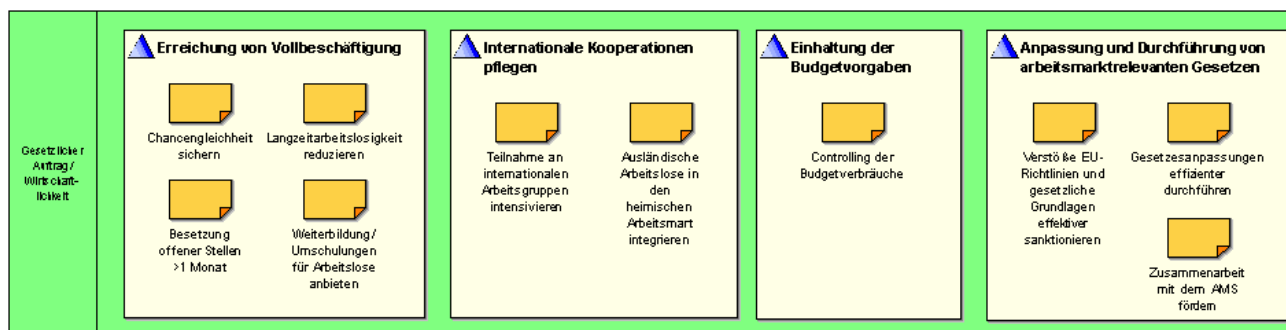 Gesetzlicher
Auftrag/
Wirtschaft-
lichkeit
Erreichung von Vollbeschäftigung
Chancengleichheit
sichern
Langzeitarbeitslosigkeit
reduzieren
Besetzung
offener Stellen
>1 Monat
Weiterbildung/
Umschulungen
für Arbeitslose
anbieten
Internationale Kooperationen
pflegen
Teilnahme an
internationalen
Arbeitsgruppen
intensivieren
Ausländische
Arbeitslose in
den
heimischen
Arbeitsmart
integrieren
Einhaltung der
Budgetvorgaben
Controlling der
Budgetverbräuche
Anpassung und Durchführung von
arbeitsmarktrelevanten Gesetzen
Verstöße EU-
Richtlinien und
gesetzliche
Grundlagen
effektiver
sanktionieren
Gesetzesanpassungen
effizienter
durchführen
Zusammenarbeit
mit dem AMS
fördern